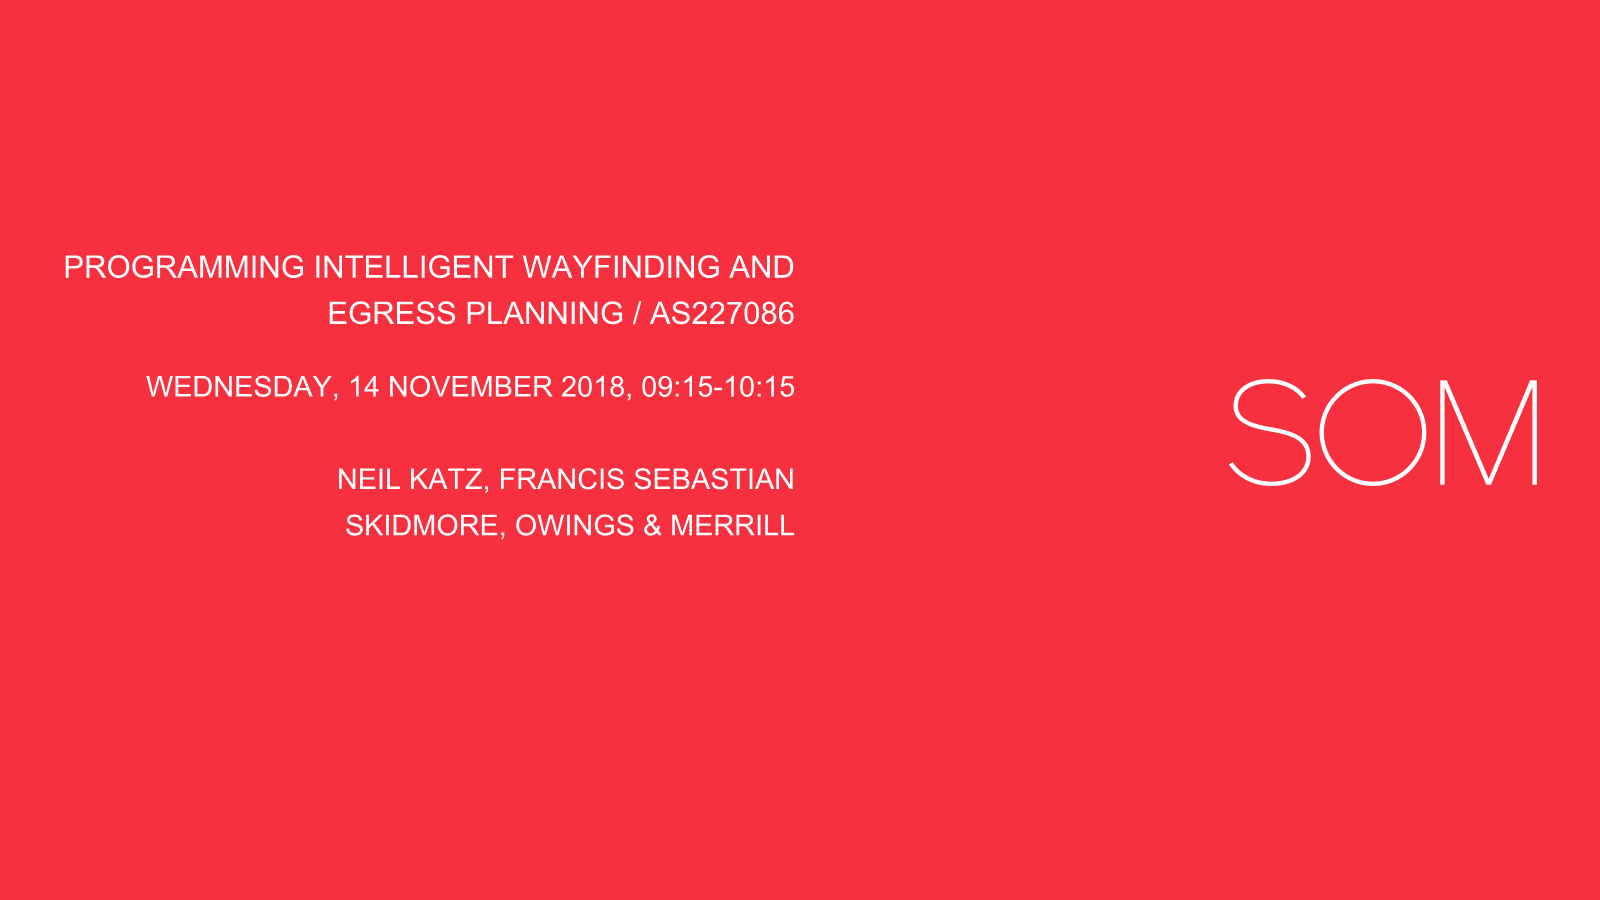 PROGRAMMING INTELLIGENT WAYFINDING AND
EGRESS PLANNING / AS227086
WEDNESDAY, 14 NOVEMBER 2018, 09:15-10:15
NEIL KATZ, FRANCIS SEBASTIAN
SKIDMORE, OWINGS & MERRILL
SOM